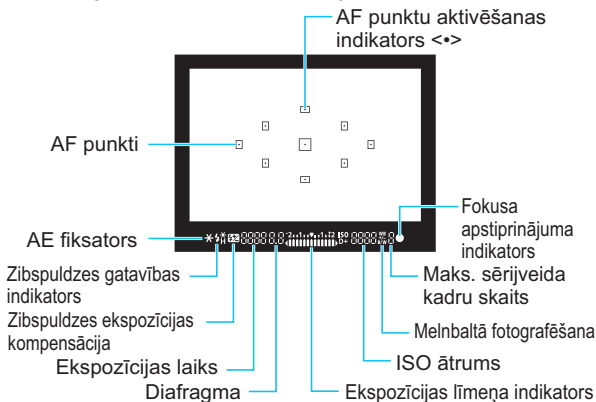 AF punktu aktivēšanas
indikators <•>
AF punkti
AE fiksators
Zibspuldzes gatavības
indikators
Zibspuldzes ekspozīcijas
kompensācija
Ekspozīcijas laiks
Diafragma
Fokusa
apstiprinājuma
indikators
Maks. sērijveida
kadru skaits
Melnbaltā fotografēšana
ISO ātrums
Ekspozīcijas līmeņa indikators
ISO
D+